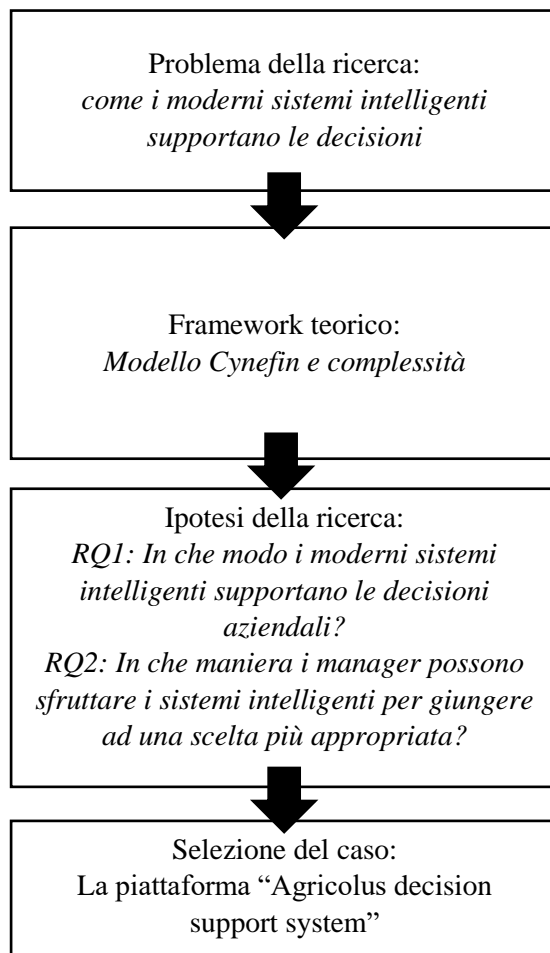 Problema della ricerca:
come i moderni sistemi intelligenti
supportano le decisioni
Framework teorico:
Modello Cynefin e complessità
Ipotesi della ricerca:
RQ1: In che modo i moderni sistemi
intelligenti supportano le decisioni
aziendali?
RQ2: In che maniera i manager possono
sfruttare i sistemi intelligenti per giungere
ad una scelta più appropriata?
Selezione del caso:
La piattaforma “Agricolus decision
support system”